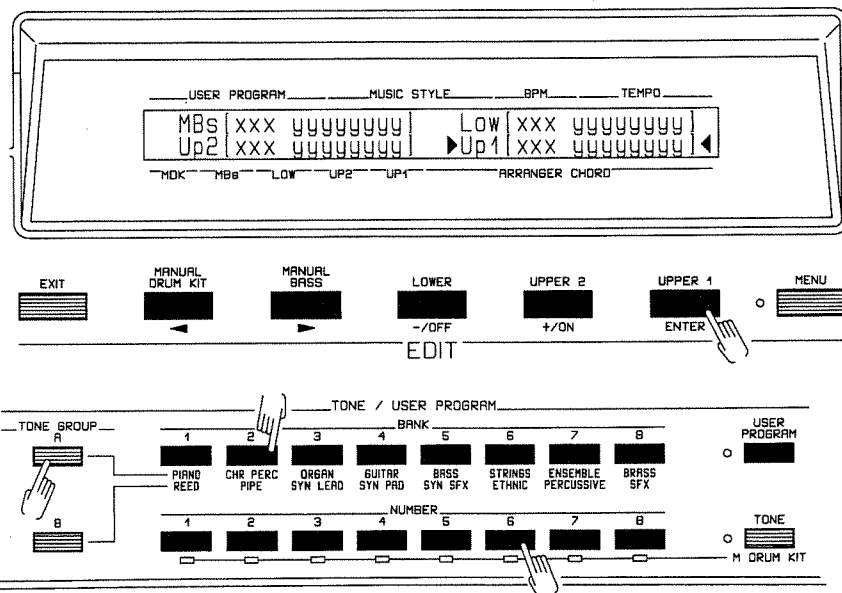 USER PROGRAM MUSIC STYLE BPM TEMPO
MBs[xxx yyyyyyyy] Low[xxx yyyyyyyy]
Up2[xxx yyyyyyyy] ▶Up1[xxx yyyyyyyy]◀
MDK MBs LOW UP2 UP1 ARRANGER CHORD
EXIT MANUAL DRUM KIT MANUAL BASS LOWER UPPER 2 UPPER 1 MENU
◀ ▶ -/OFF +/ON ENTER
EDIT
TONE / USER PROGRAM
TONE GROUP BANK USER PROGRAM
A 1 2 3 4 5 6 7 8
PIANO CHR PERC ORGAN GUITAR BASS STRINGS ENSEMBLE BRASS
REED PIPE SYN LEAD SYN PAD SYN SFX ETHNIC PERCUSSIVE SFX
NUMBER
B 1 2 3 4 5 6 7 8 TONE
M DRUM KIT